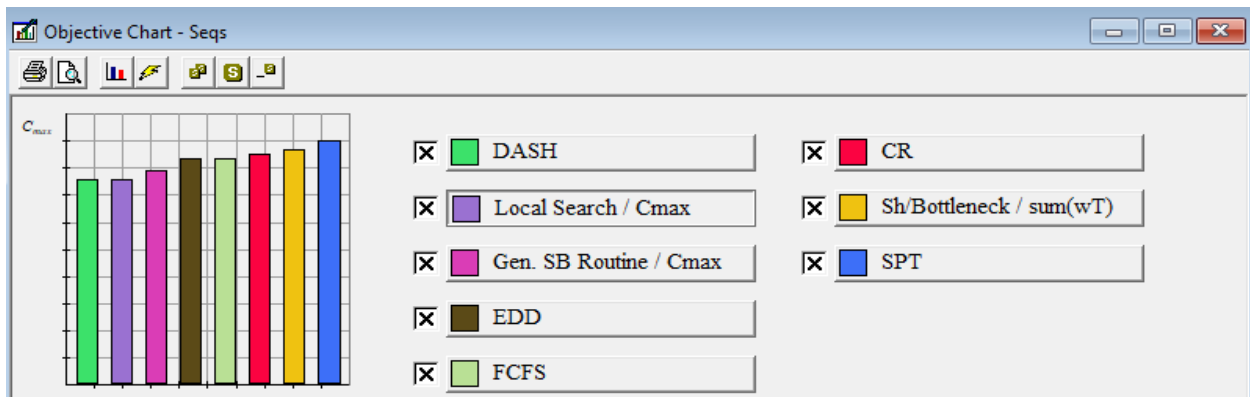 Objective Chart - Seqs
Cmax
DASH
Local Search / Cmax
Gen. SB Routine / Cmax
EDD
FCFS
CR
Sh/Bottleneck / sum(wT)
SPT